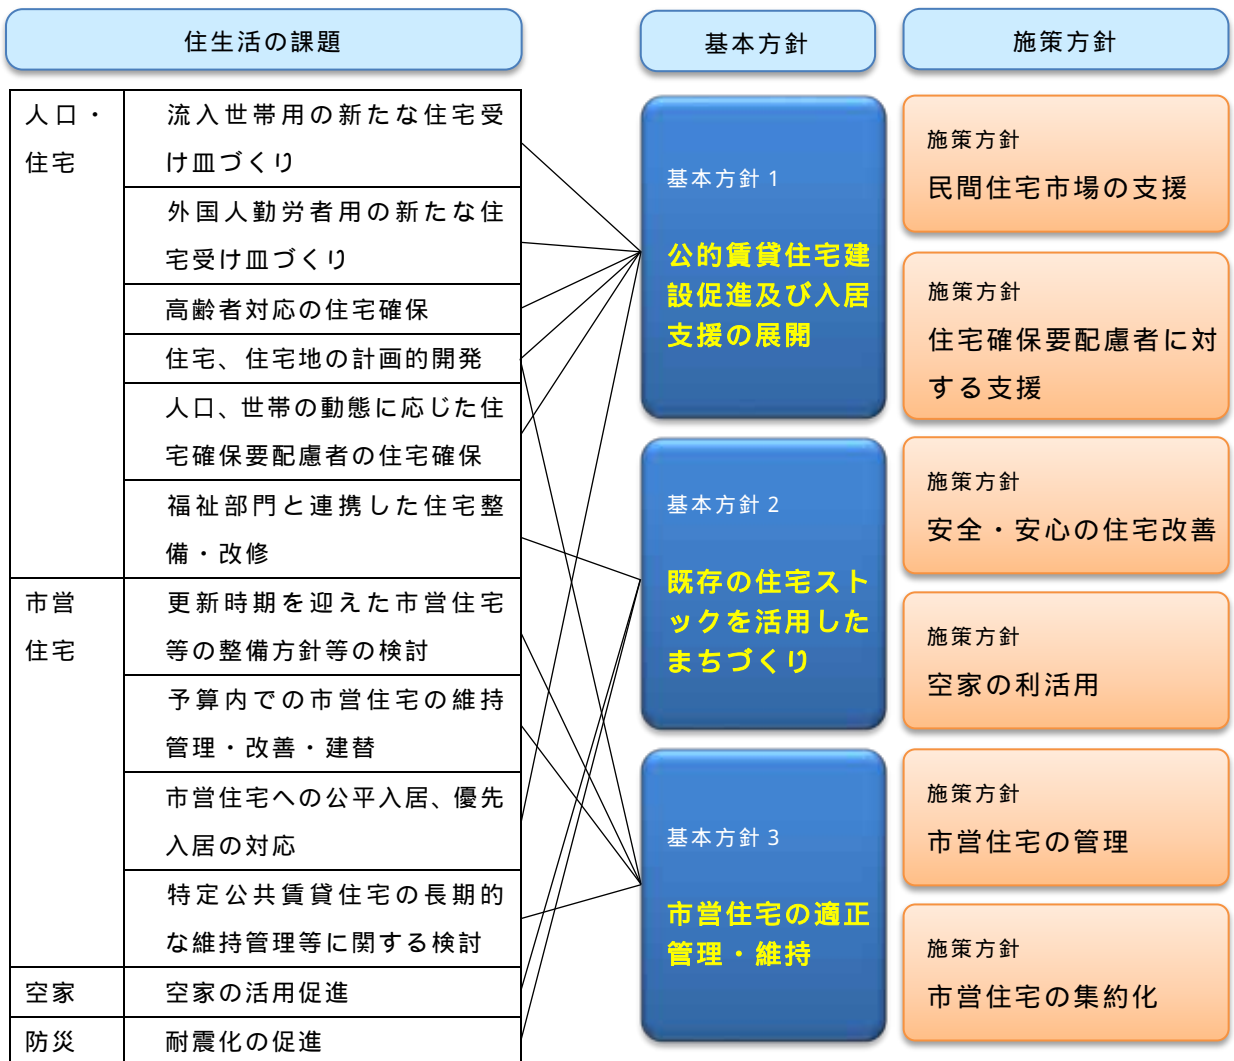 住生活の課題
基本方針
施策方針
人口・
住宅
流入世帯用の新たな住宅受
け皿づくり
外国人勤労者用の新たな住
宅受け皿づくり
高齢者対応の住宅確保
住宅、住宅地の計画的開発
人口、世帯の動態に応じた住
宅確保要配慮者の住宅確保
福祉部門と連携した住宅整
備・改修
市営
住宅
更新時期を迎えた市営住宅
等の整備方針等の検討
予算内での市営住宅の維持
管理・改善・建替
市営住宅への公平入居、優先
入居の対応
特定公共賃貸住宅の長期的
な維持管理等に関する検討
空家
空家の活用促進
防災
耐震化の促進
基本方針1
公的賃貸住宅建
設促進及び入居
支援の展開
基本方針2
既存の住宅スト
ックを活用した
まちづくり
基本方針3
市営住宅の適正
管理・維持
施策方針
民間住宅市場の支援
施策方針
住宅確保要配慮者に対
する支援
施策方針
安全・安心の住宅改善
施策方針
空家の利活用
施策方針
市営住宅の管理
施策方針
市営住宅の集約化